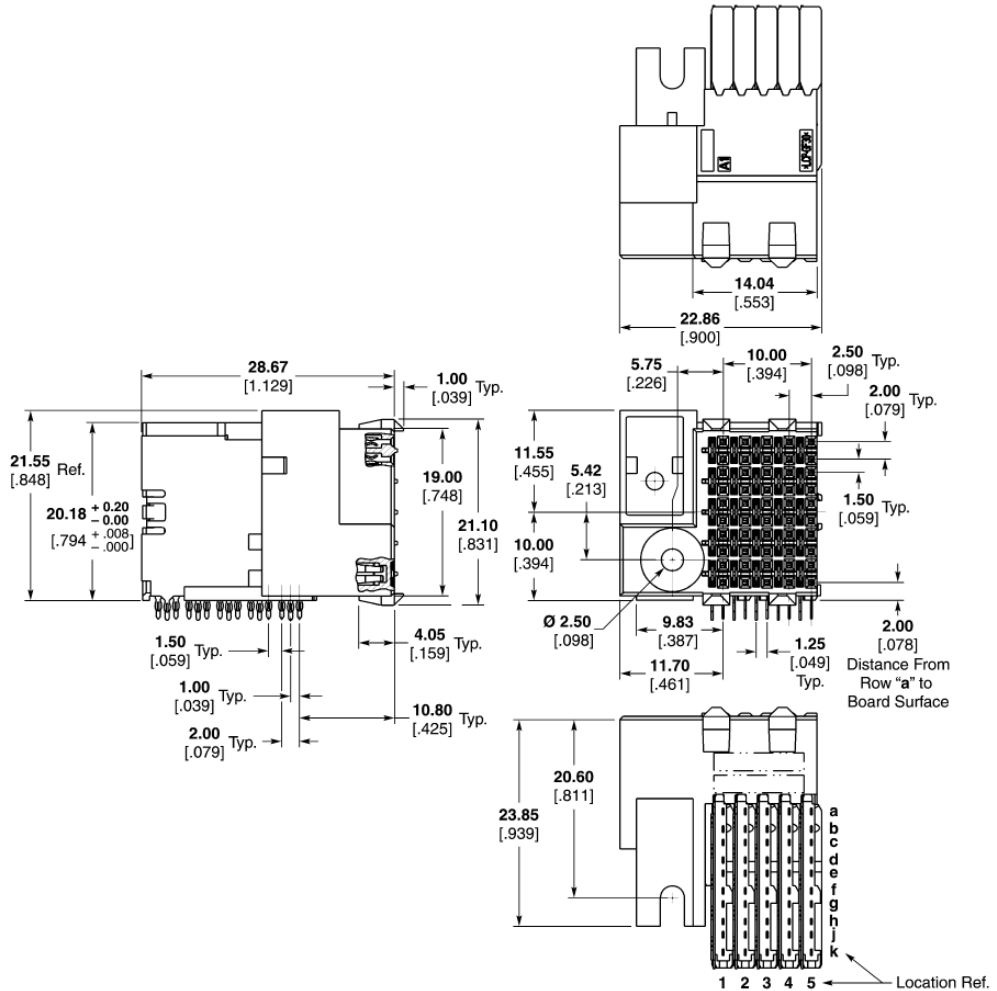 A1
>LCP-GF30<
14.04
[.553]
22.86
[.900]
28.67
[1.129]
1.00
[.039] Typ.
21.55
[.848] Ref.
20.18 + 0.20
− 0.00
[.794 + .008
− .000]
19.00
[.748]
21.10
[.831]
1.50
[.059] Typ.
4.05
[.159] Typ.
1.00
[.039] Typ.
10.80
[.425] Typ.
2.00
[.079] Typ.
5.75
[.226]
10.00
[.394]
2.50
[.098] Typ.
2.00
[.079] Typ.
11.55
[.455]
5.42
[.213]
1.50
[.059] Typ.
10.00
[.394]
Ø 2.50
[.098]
9.83
[.387]
11.70
[.461]
1.25
[.049]
Typ.
2.00
[.078]
Distance From
Row “a” to
Board Surface
20.60
[.811]
23.85
[.939]
a
b
c
d
e
f
g
h
j
k
1 2 3 4 5
Location Ref.